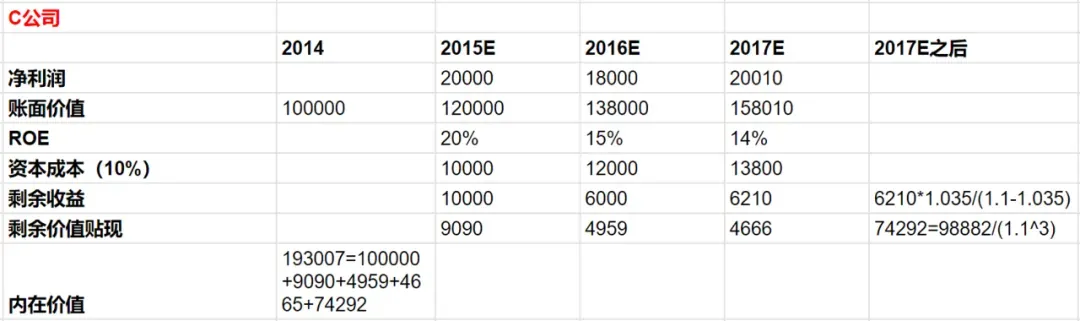 C公司
2014 2015E 2016E 2017E 2017E之后
净利润 20000 18000 20010
账面价值 100000 120000 138000 158010
ROE 20% 15% 14%
资本成本（10%） 10000 12000 13800
剩余收益 10000 6000 6210 6210*1.035/(1.1-1.035)
剩余价值贴现 9090 4959 4666 74292=98882/(1.1^3)
193007=100000
+9090+4959+46
内在价值 65+74292